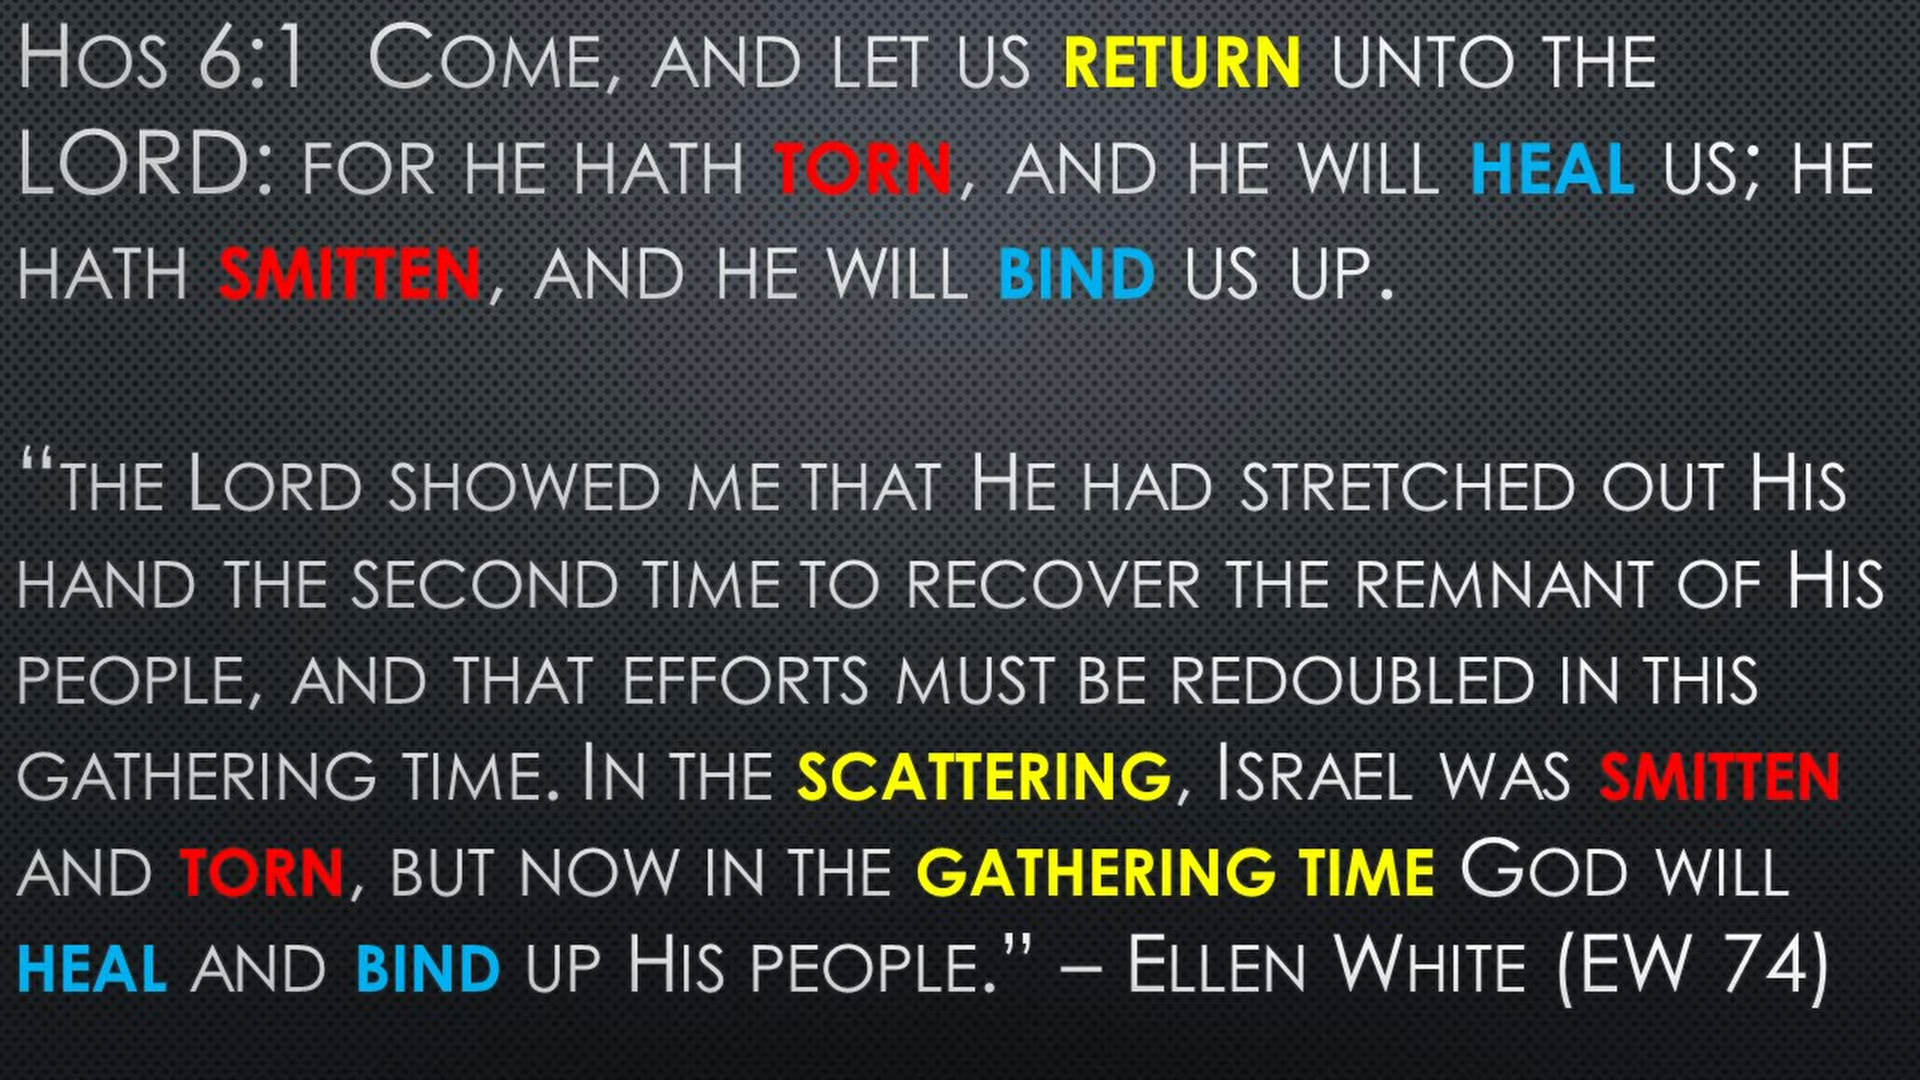 Hos 6:1  Come, and let us RETURN unto the
LORD: for he hath TORN, and he will HEAL us; he
hath SMITTEN, and he will BIND us up.
“the Lord showed me that He had stretched out His
hand the second time to recover the remnant of His
people, and that efforts must be redoubled in this
gathering time. In the SCATTERING, Israel was SMITTEN
and TORN, but now in the GATHERING TIME God will
HEAL and BIND up His people.” – Ellen White (EW 74)